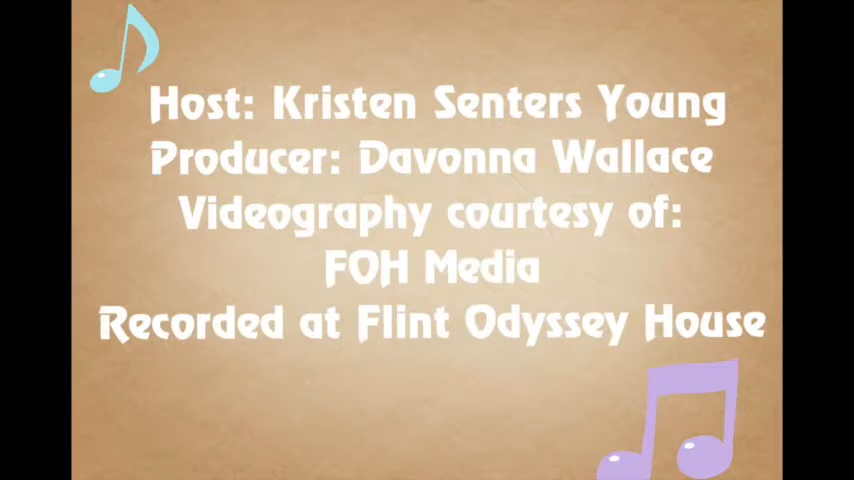 Host: Kristen Senters Young
Producer: Davonna Wallace
Videography courtesy of:
FOH Media
Recorded at Flint Odyssey House